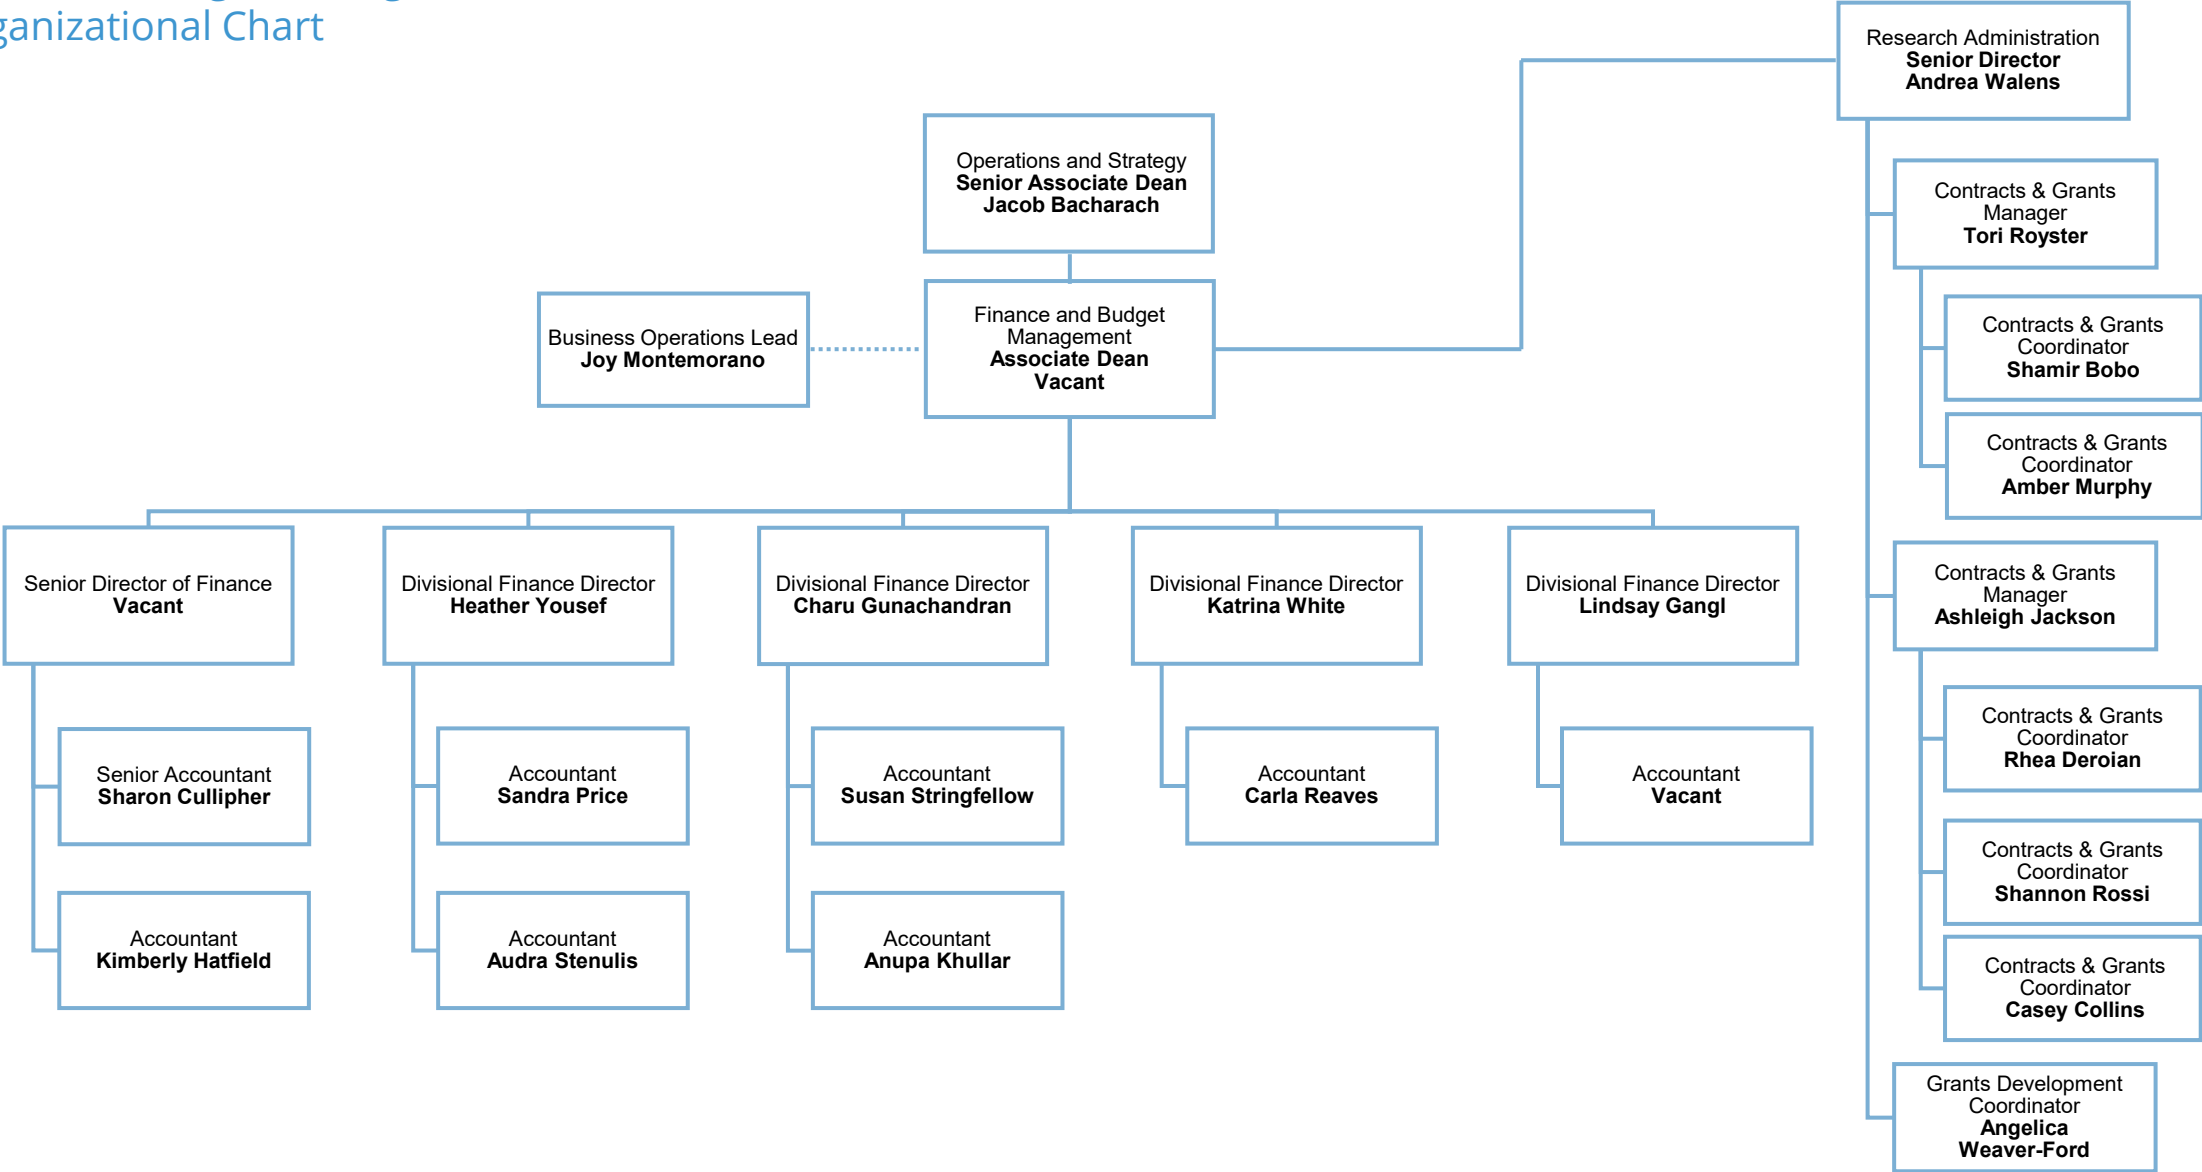 ganizational Chart
Research Administration
Senior Director
Andrea Walens
Operations and Strategy
Senior Associate Dean
Jacob Bacharach
Contracts & Grants
Manager
Tori Royster
Business Operations Lead
Joy Montemorano
Finance and Budget
Management
Associate Dean
Vacant
Contracts & Grants
Coordinator
Shamir Bobo
Contracts & Grants
Coordinator
Amber Murphy
Senior Director of Finance
Vacant
Divisional Finance Director
Heather Yousef
Divisional Finance Director
Charu Gunachandran
Divisional Finance Director
Katrina White
Divisional Finance Director
Lindsay Gangl
Contracts & Grants
Manager
Ashleigh Jackson
Senior Accountant
Sharon Cullipher
Accountant
Sandra Price
Accountant
Susan Stringfellow
Accountant
Carla Reaves
Accountant
Vacant
Contracts & Grants
Coordinator
Rhea Deroian
Contracts & Grants
Coordinator
Shannon Rossi
Accountant
Kimberly Hatfield
Accountant
Audra Stenulis
Accountant
Anupa Khullar
Contracts & Grants
Coordinator
Casey Collins
Grants Development
Coordinator
Angelica
Weaver-Ford